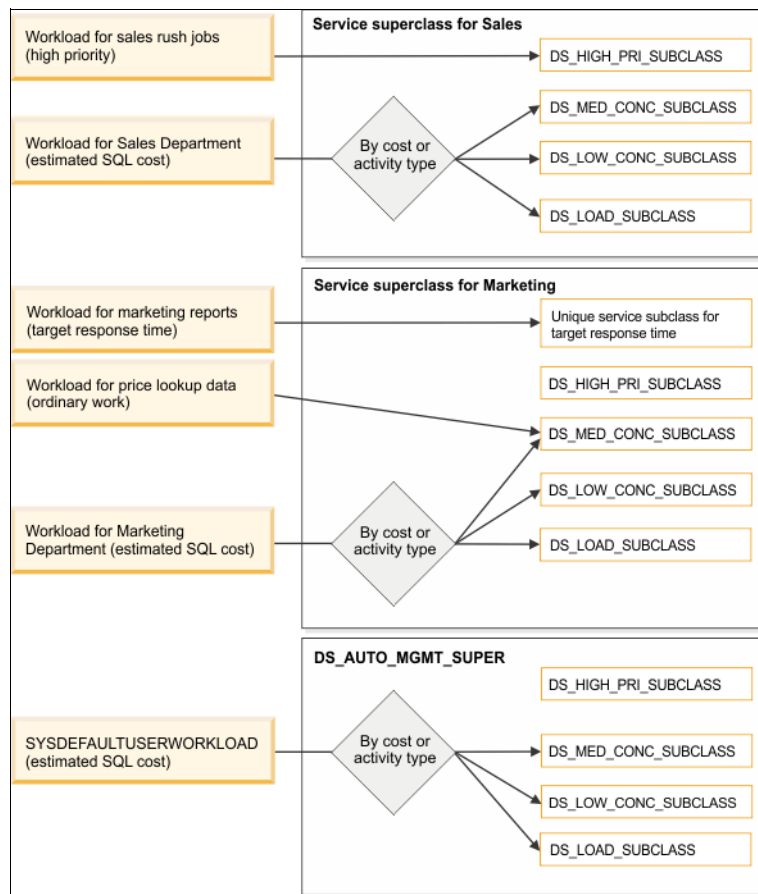 Workload for sales rush jobs
(high priority)
Service superclass for Sales
DS_HIGH_PRI_SUBCLASS
Workload for Sales Department
(estimated SQL cost)
By cost or
activity type
DS_MED_CONC_SUBCLASS
DS_LOW_CONC_SUBCLASS
DS_LOAD_SUBCLASS
Service superclass for Marketing
Workload for marketing reports
(target response time)
Unique service subclass for
target response time
Workload for price lookup data
(ordinary work)
DS_HIGH_PRI_SUBCLASS
DS_MED_CONC_SUBCLASS
Workload for Marketing
Department (estimated SQL cost)
By cost or
activity type
DS_LOW_CONC_SUBCLASS
DS_LOAD_SUBCLASS
DS_AUTO_MGMT_SUPER
DS_HIGH_PRI_SUBCLASS
SYSDEFAULTUSERWORKLOAD
(estimated SQL cost)
By cost or
activity type
DS_MED_CONC_SUBCLASS
DS_LOW_CONC_SUBCLASS
DS_LOAD_SUBCLASS